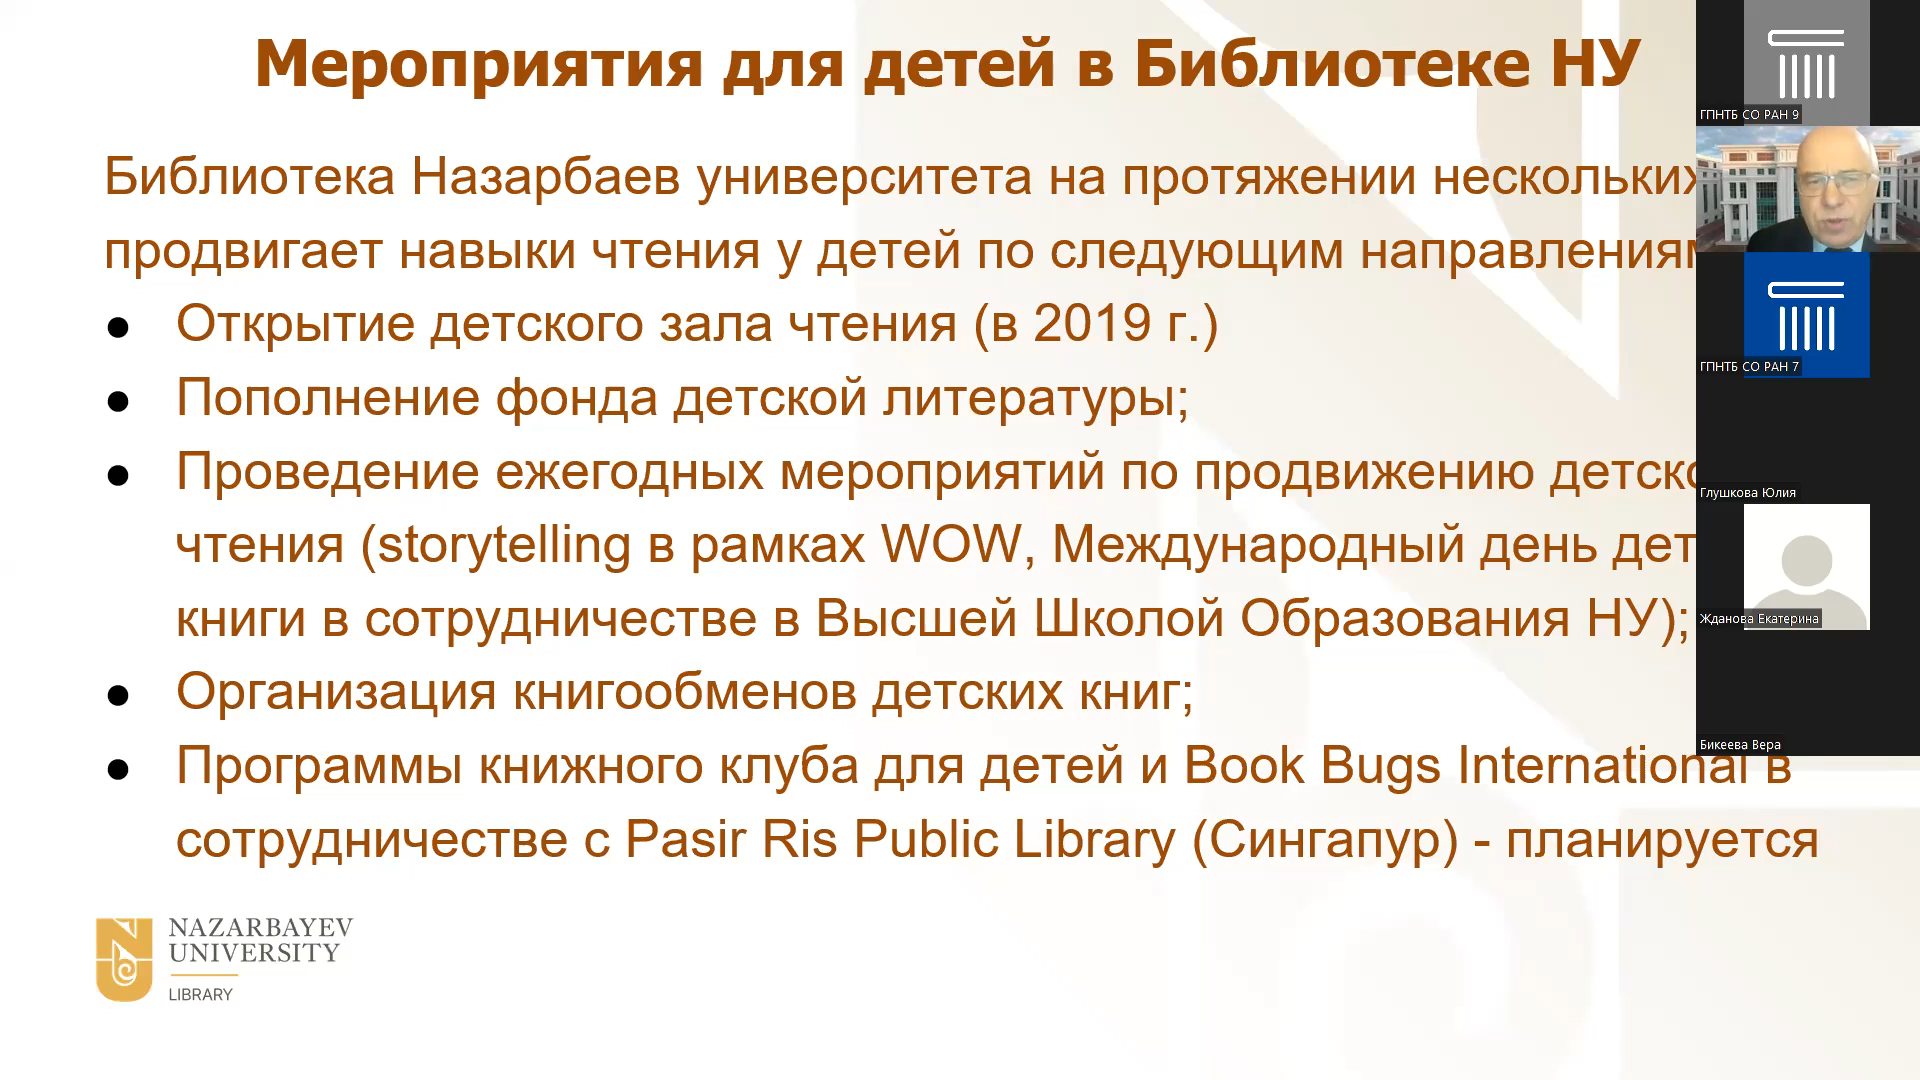 Мероприятия для детей в Библиотеке НУ
Библиотека Назарбаев университета на протяжении нескольких
продвигает навыки чтения у детей по следующим
● Открытие детского зала чтения (в 2019 г.)
● Пополнение фонда детской литературы;
● Проведение ежегодных мероприятий по продвижению
чтения (storytelling в рамках WOW, Международный день
книги в сотрудничестве в Высшей Школой Образования НУ);
● Организация книгообменов детских книг;
● Программы книжного клуба для детей и Book Bugs International в
сотрудничестве с Pasir Ris Public Library (Сингапур) - планируется
NAZARBAYEV
UNIVERSITY
LIBRARY
ГПНТБ СО РАН 9
ГПНТБ СО РАН 7
Глушкова Юлия
Жданова Екатерина
Бикеева Вера